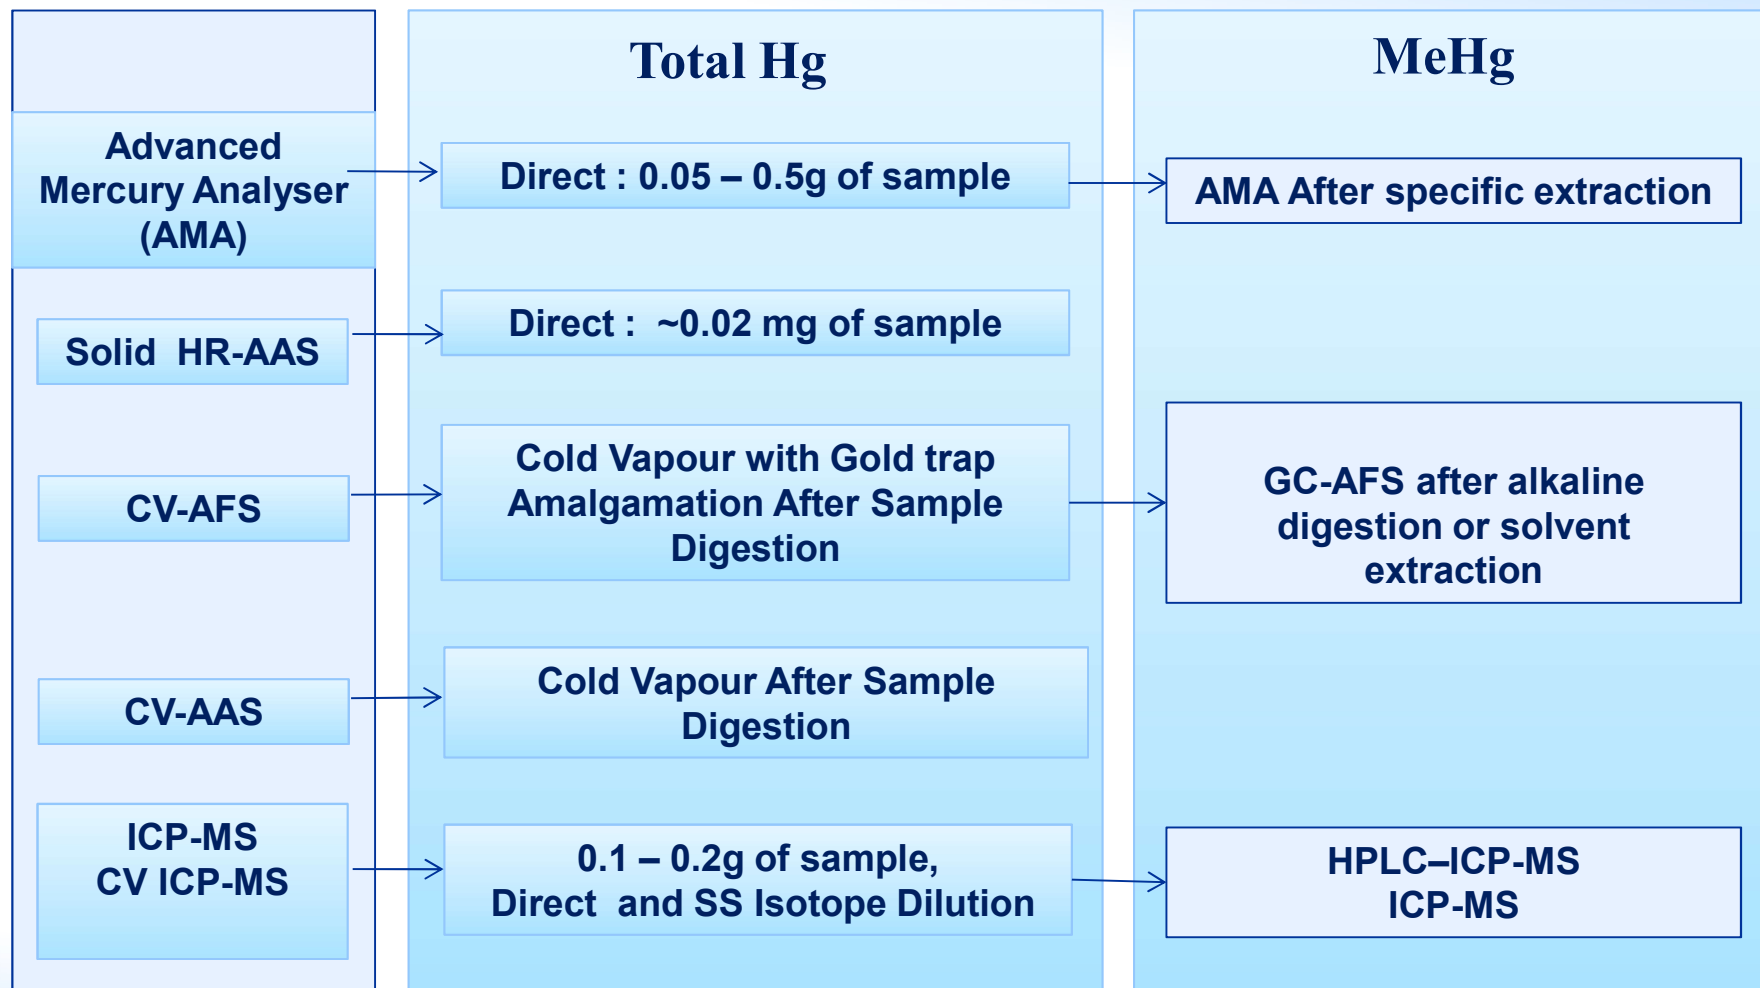 Total Hg
MeHg
Advanced
Mercury Analyser
(AMA)
Direct : 0.05 – 0.5g of sample
AMA After specific extraction
Solid  HR-AAS
Direct :  ~0.02 mg of sample
CV-AFS
Cold Vapour with Gold trap
Amalgamation After Sample
Digestion
GC-AFS after alkaline
digestion or solvent
extraction
CV-AAS
Cold Vapour After Sample
Digestion
ICP-MS
CV ICP-MS
0.1 – 0.2g of sample,
Direct  and SS Isotope Dilution
HPLC–ICP-MS
ICP-MS